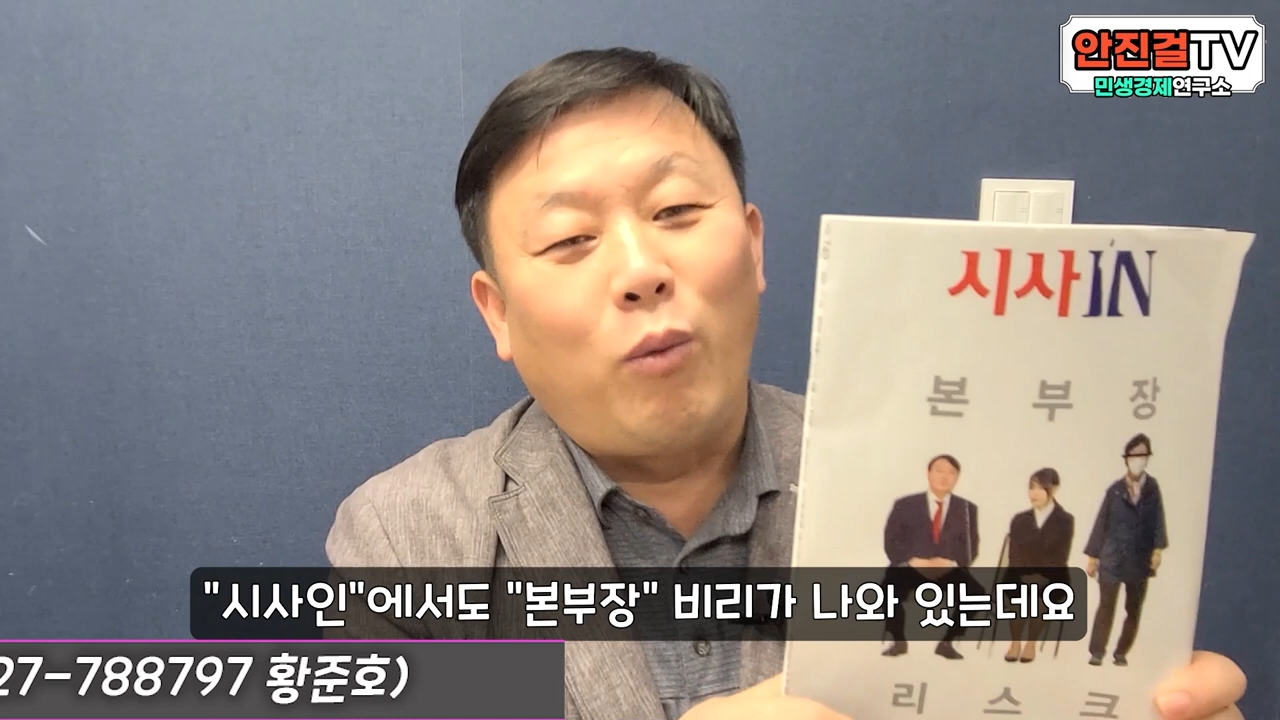 안진걸TV
민생경제연구소
시사IN
본 부 장
리 스 크
"시사인"에서도 "본부장" 비리가 나와 있는데요
27-788797 황준호)